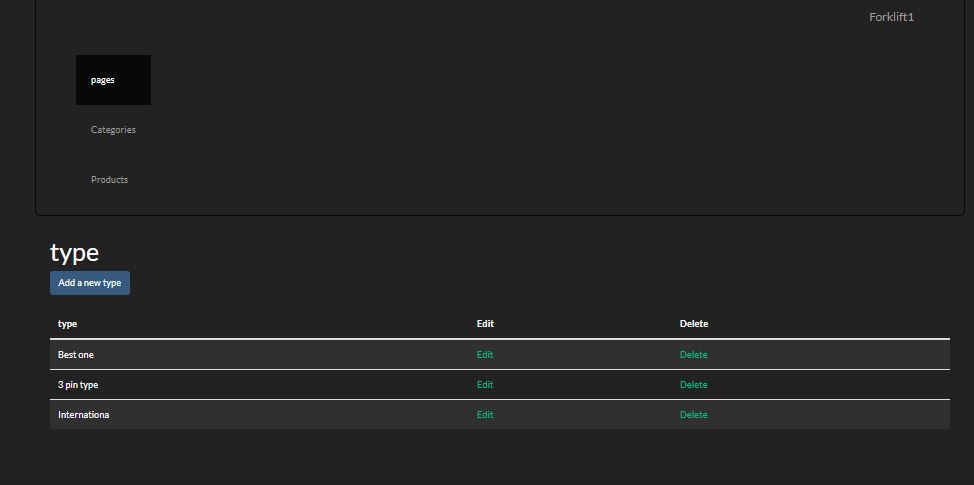 Forklift1
pages
Categories
Products
type
Add a new type
type Edit Delete
Best one Edit Delete
3 pin type Edit Delete
Internationa Edit Delete